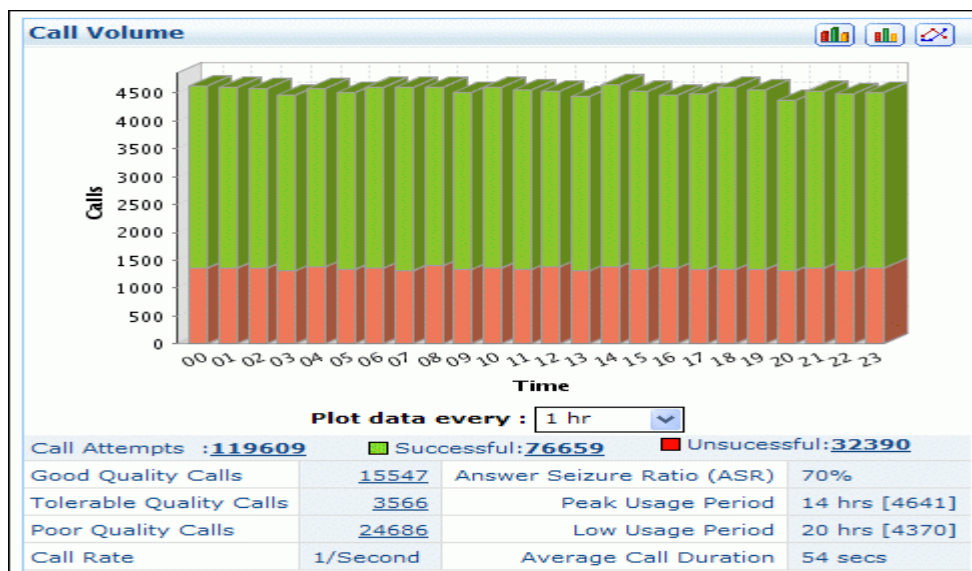 Call Volume
4500
4000
3500
3000
2500
2000
1500
1000
500
0
Calls
00 01 02 03 04 05 06 07 08 09 10 11 12 13 14 15 16 17 18 19 20 21 22 23
Time
Plot data every : 1 hr
Call Attempts :119609 Successful:76659 Unsucessful:32390
Good Quality Calls 15547 Answer Seizure Ratio (ASR) 70%
Tolerable Quality Calls 3566 Peak Usage Period 14 hrs [4641]
Poor Quality Calls 24686 Low Usage Period 20 hrs [4370]
Call Rate 1/Second Average Call Duration 54 secs